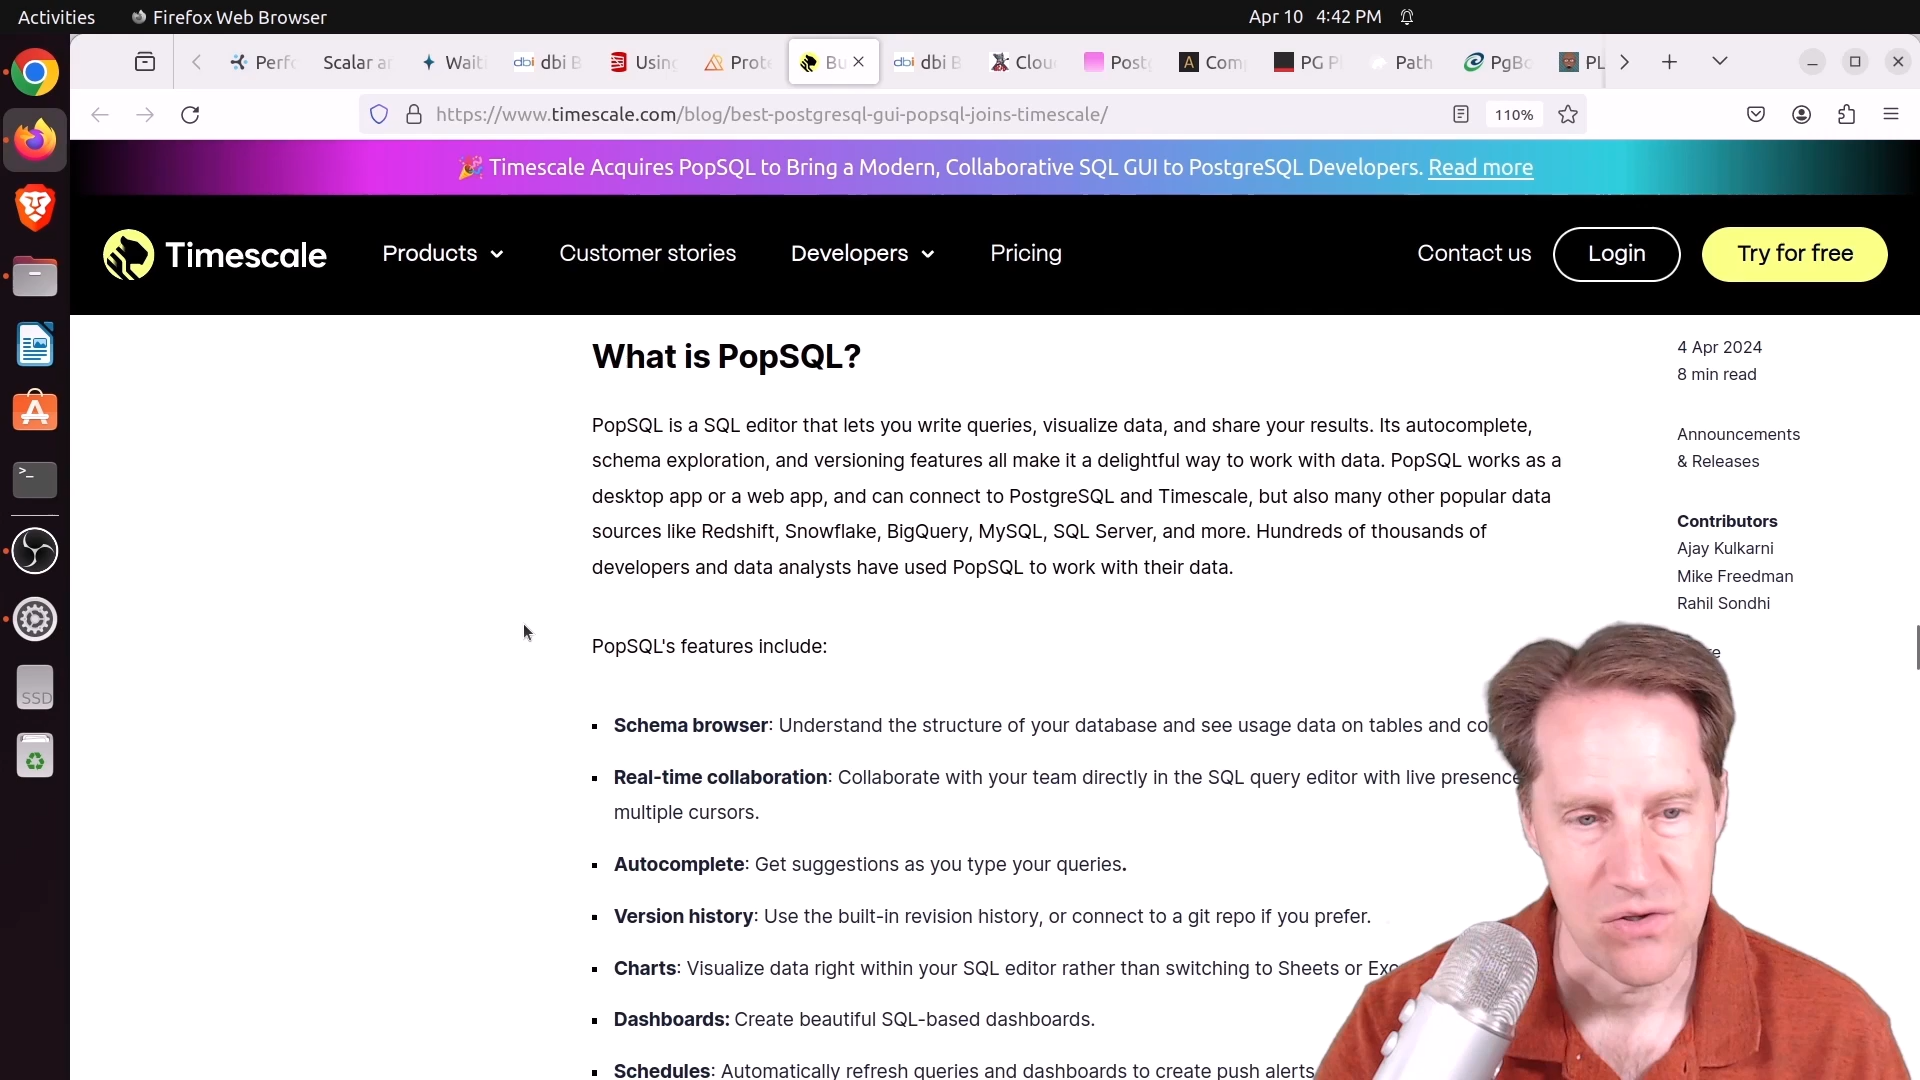 Activities
Firefox Web Browser
Apr 10 4:42 PM
Perfo
Scalar an
Wait
dbi B
Using
Prote
Bu
dbi B
Clou
Postg
Com
PG P
Path
PgBo
PL
https://www.timescale.com/blog/best-postgresql-gui-popsql-joins-timescale/
110%
🎉 Timescale Acquires PopSQL to Bring a Modern, Collaborative SQL GUI to PostgreSQL Developers. Read more
Timescale
Products
Customer stories
Developers
Pricing
Contact us
Login
Try for free
What is PopSQL?
PopSQL is a SQL editor that lets you write queries, visualize data, and share your results. Its autocomplete,
schema exploration, and versioning features all make it a delightful way to work with data. PopSQL works as a
desktop app or a web app, and can connect to PostgreSQL and Timescale, but also many other popular data
sources like Redshift, Snowflake, BigQuery, MySQL, SQL Server, and more. Hundreds of thousands of
developers and data analysts have used PopSQL to work with their data.
PopSQL's features include:
▪ Schema browser: Understand the structure of your database and see usage data on tables and co
▪ Real-time collaboration: Collaborate with your team directly in the SQL query editor with live presence
multiple cursors.
▪ Autocomplete: Get suggestions as you type your queries.
▪ Version history: Use the built-in revision history, or connect to a git repo if you prefer.
▪ Charts: Visualize data right within your SQL editor rather than switching to Sheets or Exc
▪ Dashboards: Create beautiful SQL-based dashboards.
▪ Schedules: Automatically refresh queries and dashboards to create push alerts
4 Apr 2024
8 min read
Announcements
& Releases
Contributors
Ajay Kulkarni
Mike Freedman
Rahil Sondhi
SSD